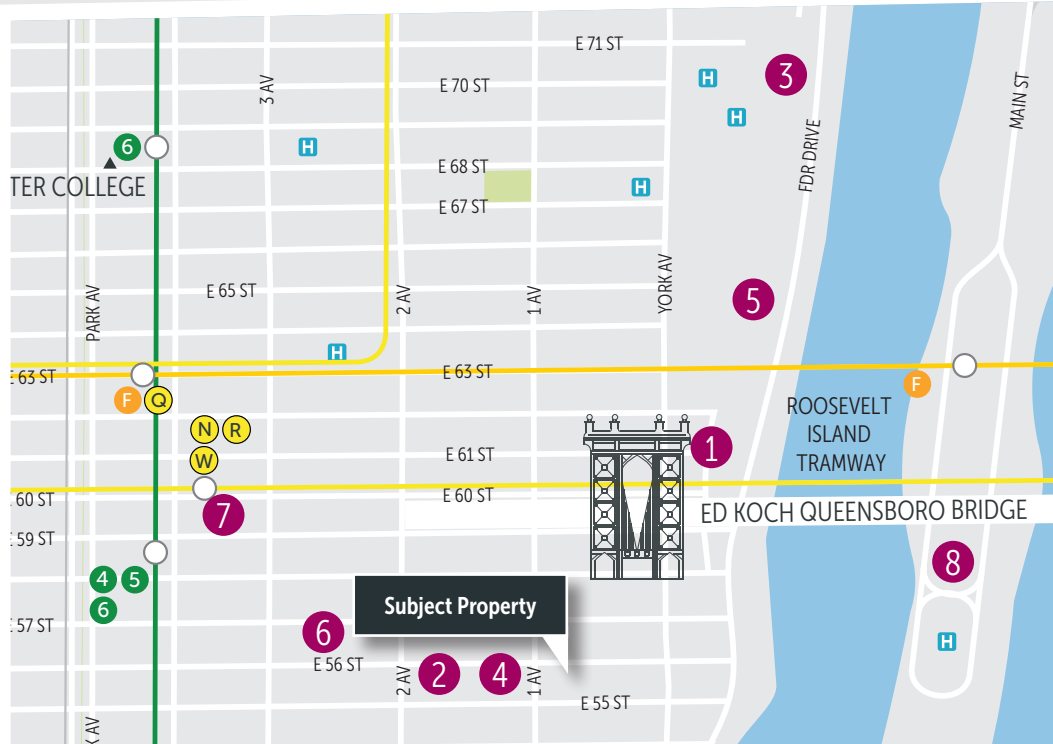 E 71 ST
3
3 AV
H
E 70 ST
MAIN ST
H
6
H
FDR DRIVE
E 68 ST
TER COLLEGE
H
E 67 ST
PARK AV
E 65 ST
2 AV
1 AV
YORK AV
5
H
E 63 ST
E 63 ST
F
Q
F
ROOSEVELT
ISLAND
TRAMWAY
N
R
W
1
E 61 ST
E 60 ST
60 ST
7
ED KOCH QUEENSBORO BRIDGE
59 ST
8
4
5
6
Subject Property
E 57 ST
6
H
E 56 ST
2 AV
2
4
1 AV
E 55 ST
K AV